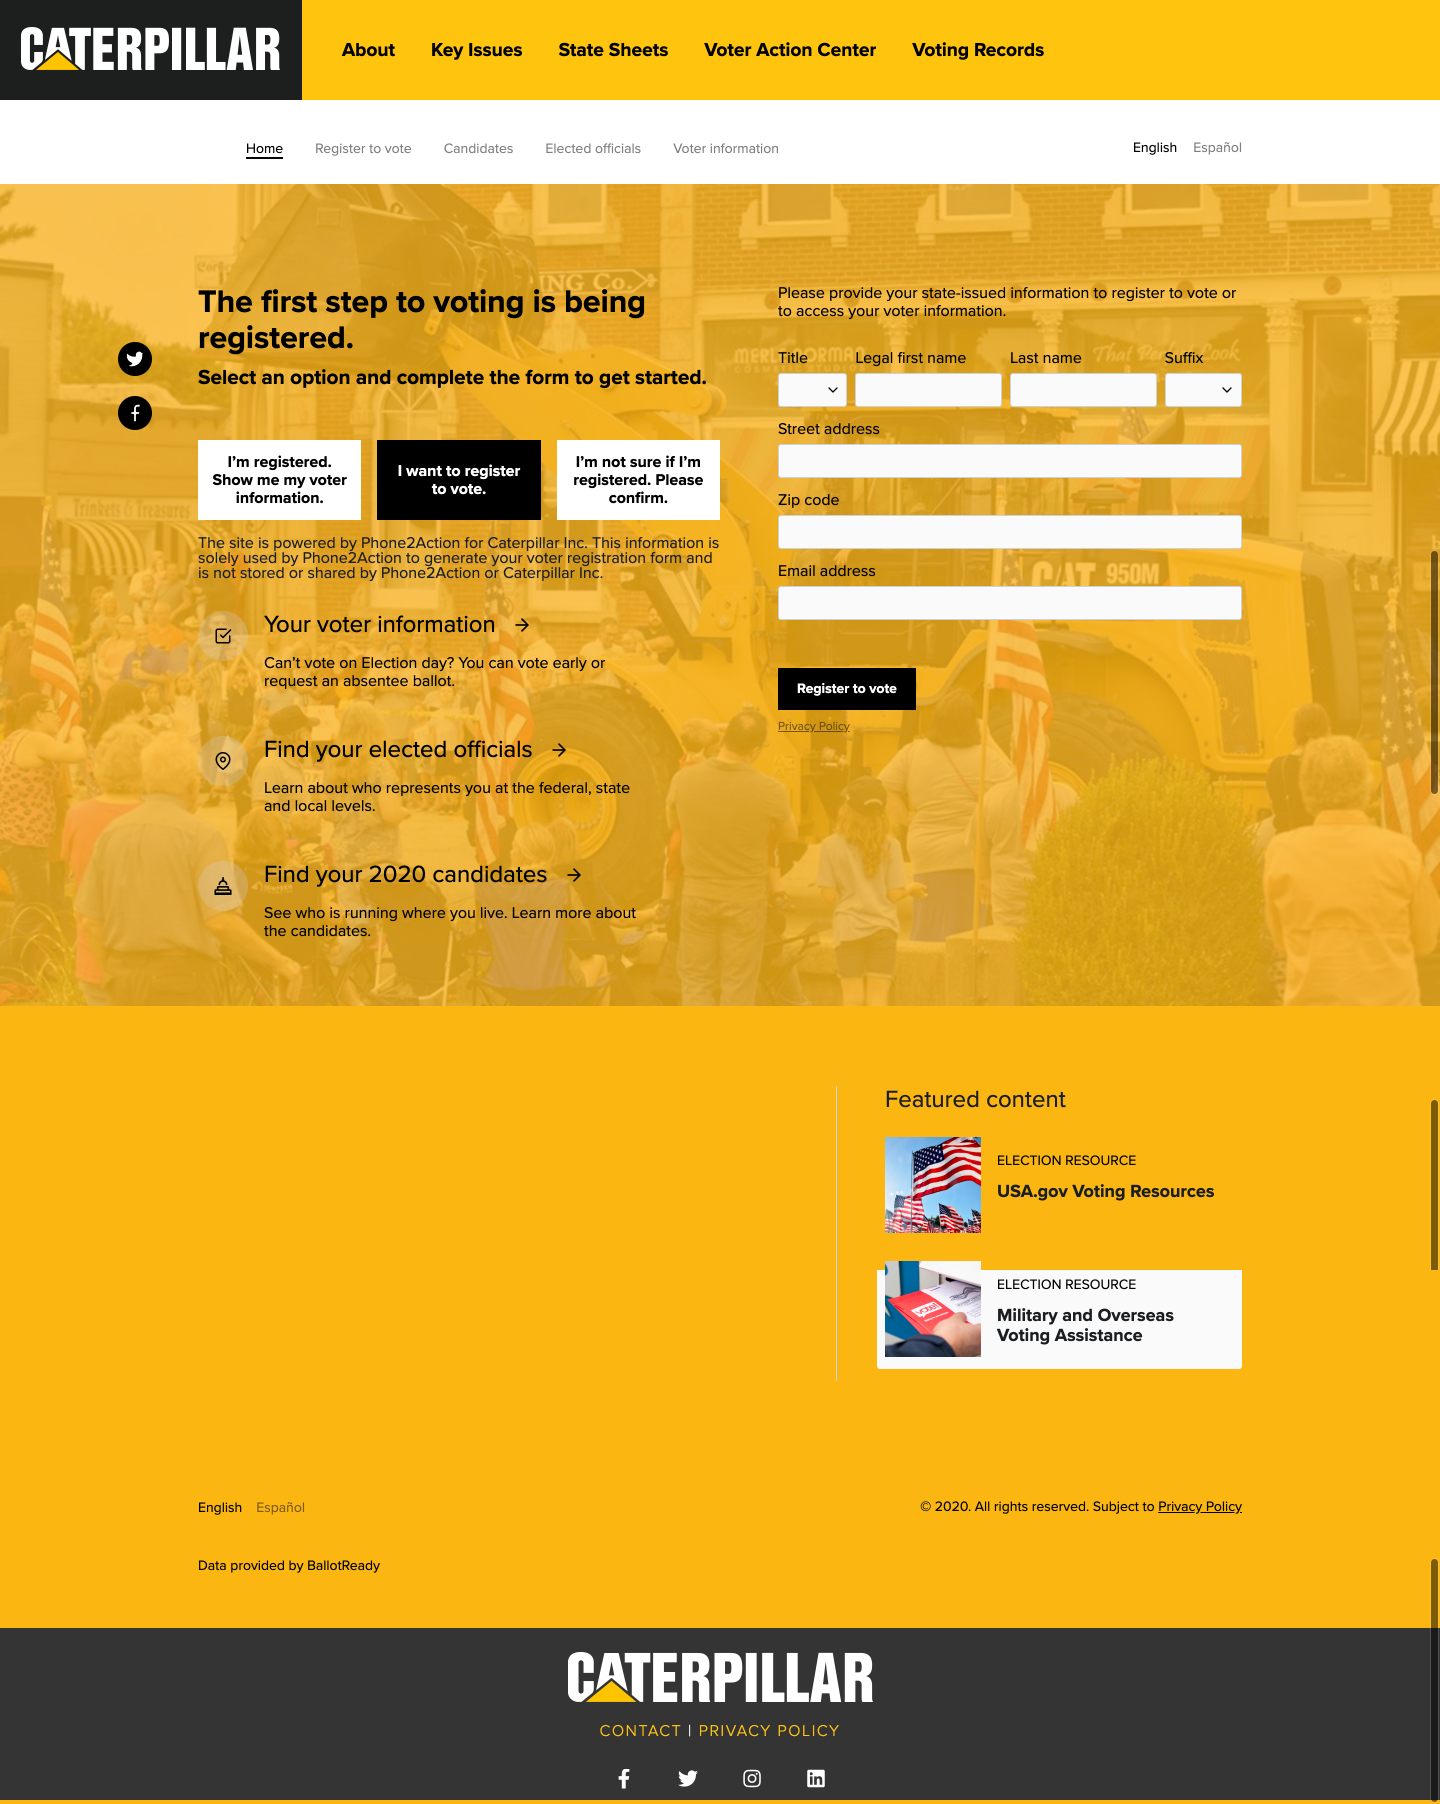 CATERPILLAR
About Key Issues State Sheets Voter Action Center Voting Records
Home Register to vote Candidates Elected officials Voter information
English Español
The first step to voting is being
registered.
Select an option and complete the form to get started.
I'm registered.
Show me my voter
information.
I want to register
to vote.
I'm not sure if I'm
registered. Please
confirm.
The site is powered by Phone2Action for Caterpillar Inc. This information is
solely used by Phone2Action to generate your voter registration form and
is not stored or shared by Phone2Action or Caterpillar Inc.
Your voter information
Can't vote on Election day? You can vote early or
request an absentee ballot.
Find your elected officials
Learn about who represents you at the federal, state
and local levels.
Find your 2020 candidates
See who is running where you live. Learn more about
the candidates.
Please provide your state-issued information to register to vote or
to access your voter information.
Title Legal first name Last name Suffix
Street address
Zip code
Email address
Register to vote
Privacy Policy
ING Co.
That Look
Trinkets & Treasures
CAT 950M
Featured content
ELECTION RESOURCE
USA.gov Voting Resources
vote!
ELECTION RESOURCE
Military and Overseas
Voting Assistance
English Español
© 2020. All rights reserved. Subject to Privacy Policy
Data provided by BallotReady
CATERPILLAR
CONTACT | PRIVACY POLICY